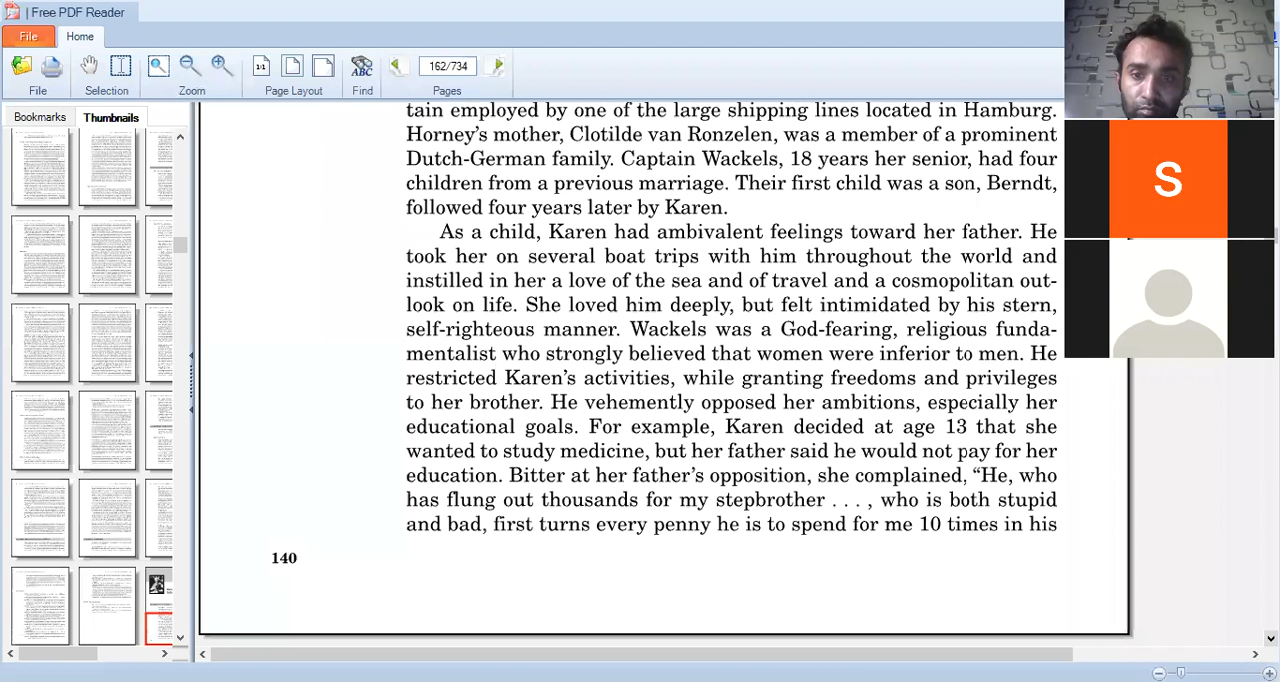 | Free PDF Reader
File
Home
1:1
ABC
162/734
File
Selection
Zoom
Page Layout
Find
Pages
Bookmarks
Thumbnails
tain employed by one of the large shipping lines located in Hamburg.
Horney's mother, Clotilde van Ronzelen, was a member of a prominent
Dutch-German family. Captain Wackels, 18 years her senior, had four
children from a previous marriage. Their first child was a son, Berndt,
followed four years later by Karen.
As a child, Karen had ambivalent feelings toward her father. He
took her on several boat trips with him throughout the world and
instilled in her a love of the sea and of travel and a cosmopolitan out-
look on life. She loved him deeply, but felt intimidated by his stern,
self-righteous manner. Wackels was a God-fearing, religious funda-
mentalist who strongly believed that women were inferior to men. He
restricted Karen's activities, while granting freedoms and privileges
to her brother. He vehemently opposed her ambitions, especially her
educational goals. For example, Karen decided at age 13 that she
wanted to study medicine, but her father said he would not pay for her
education. Bitter at her father's opposition, she complained, “He, who
has flung out thousands for my stepbrother . . . , who is both stupid
and bad, first turns every penny he is to spend for me 10 times in his
140
S